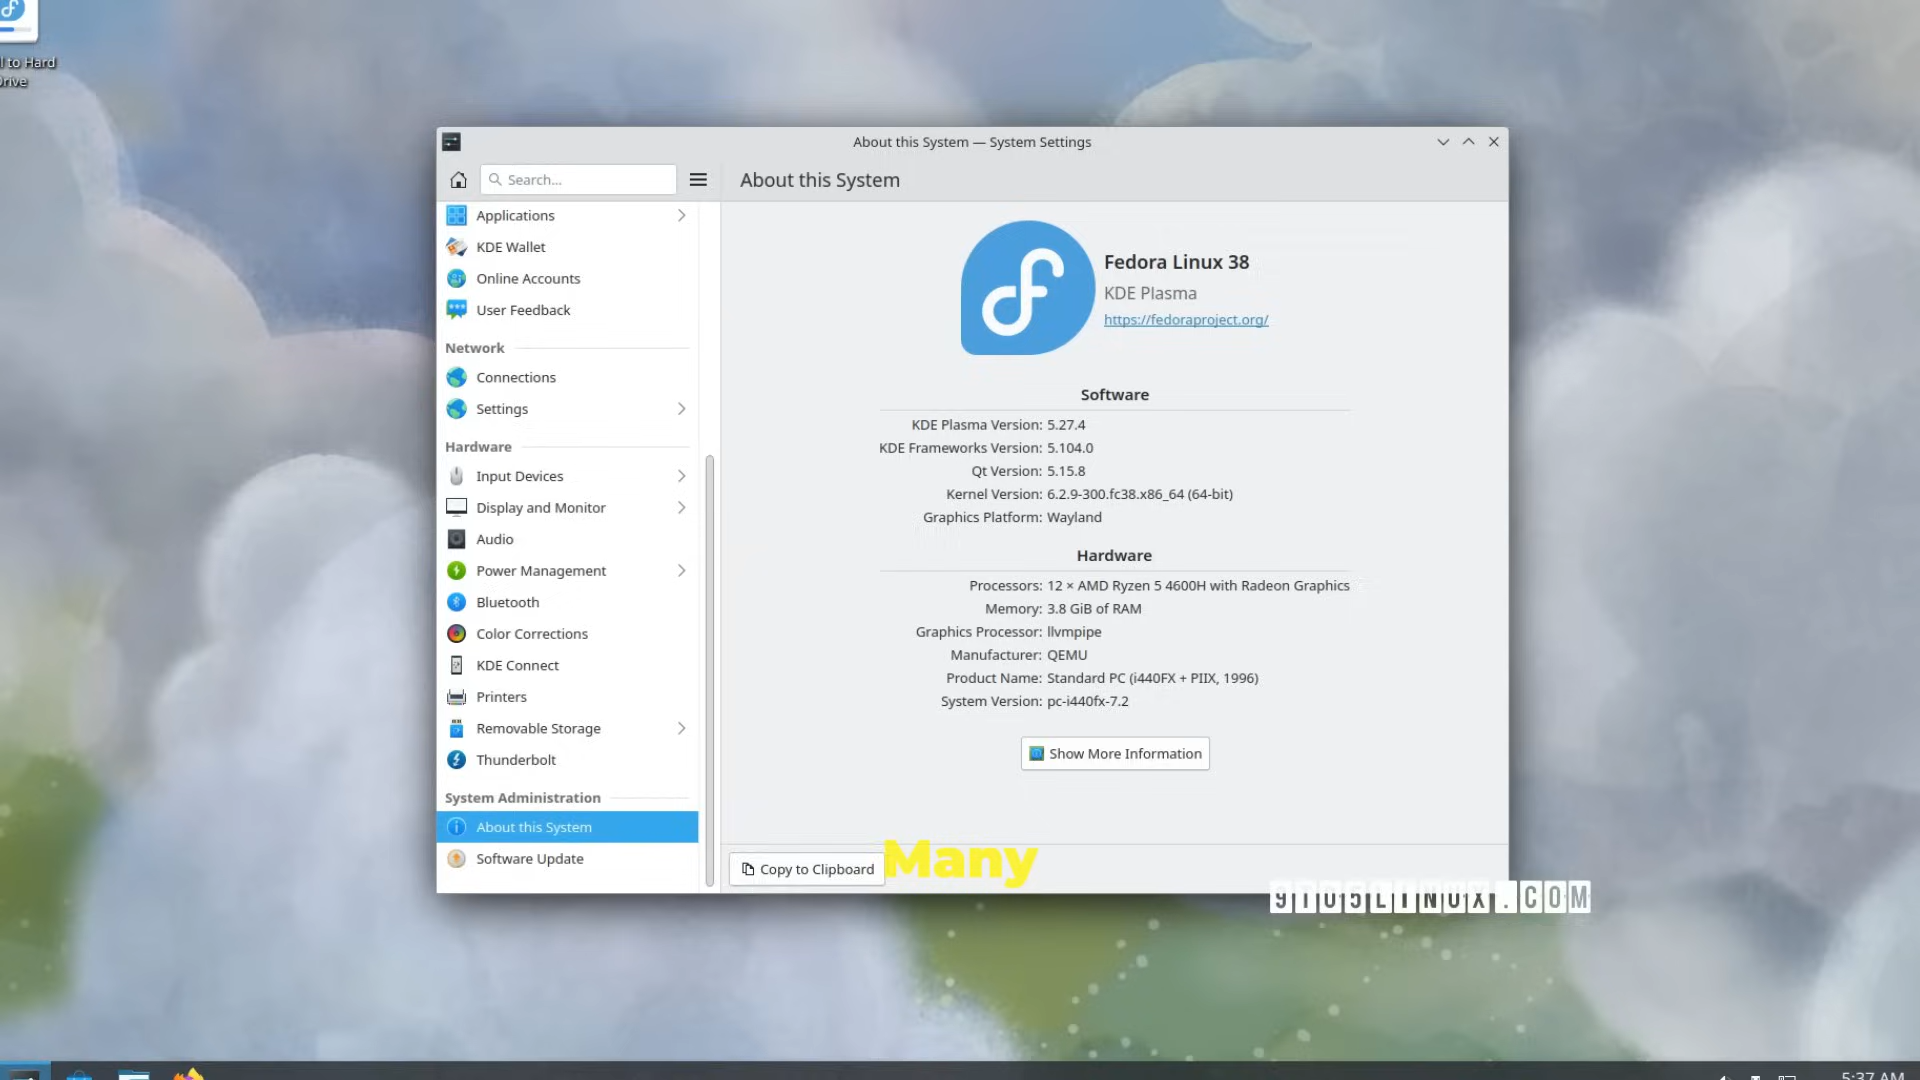 l to Hard
Drive
About this System — System Settings
Search...
About this System
Applications
KDE Wallet
Online Accounts
User Feedback
Network
Connections
Settings
Hardware
Input Devices
Display and Monitor
Audio
Power Management
Bluetooth
Color Corrections
KDE Connect
Printers
Removable Storage
Thunderbolt
System Administration
About this System
Software Update
Fedora Linux 38
KDE Plasma
https://fedoraproject.org/
Software
KDE Plasma Version: 5.27.4
KDE Frameworks Version: 5.104.0
Qt Version: 5.15.8
Kernel Version: 6.2.9-300.fc38.x86_64 (64-bit)
Graphics Platform: Wayland
Hardware
Processors: 12 × AMD Ryzen 5 4600H with Radeon Graphics
Memory: 3.8 GiB of RAM
Graphics Processor: llvmpipe
Manufacturer: QEMU
Product Name: Standard PC (i440FX + PIIX, 1996)
System Version: pc-i440fx-7.2
Show More Information
Copy to Clipboard
Many
9TO5LINUX.COM
5:37 AM